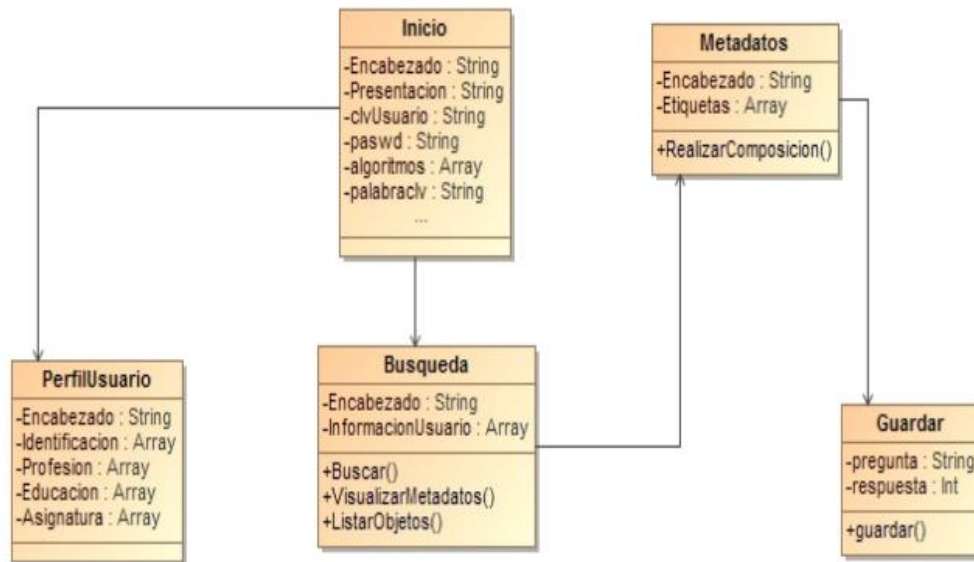 Inicio
-Encabezado : String
-Presentacion : String
-clvUsuario : String
-paswd : String
-algoritmos : Array
-palabraclv : String
...
Metadatos
-Encabezado : String
-Etiquetas : Array
+RealizarComposicion()
PerfilUsuario
-Encabezado : String
-Identificacion : Array
-Profesion : Array
-Educacion : Array
-Asignatura : Array
Busqueda
-Encabezado : String
-InformacionUsuario : Array
+Buscar()
+VisualizarMetadatos()
+ListarObjetos()
Guardar
-pregunta : String
-respuesta : Int
+guardar()